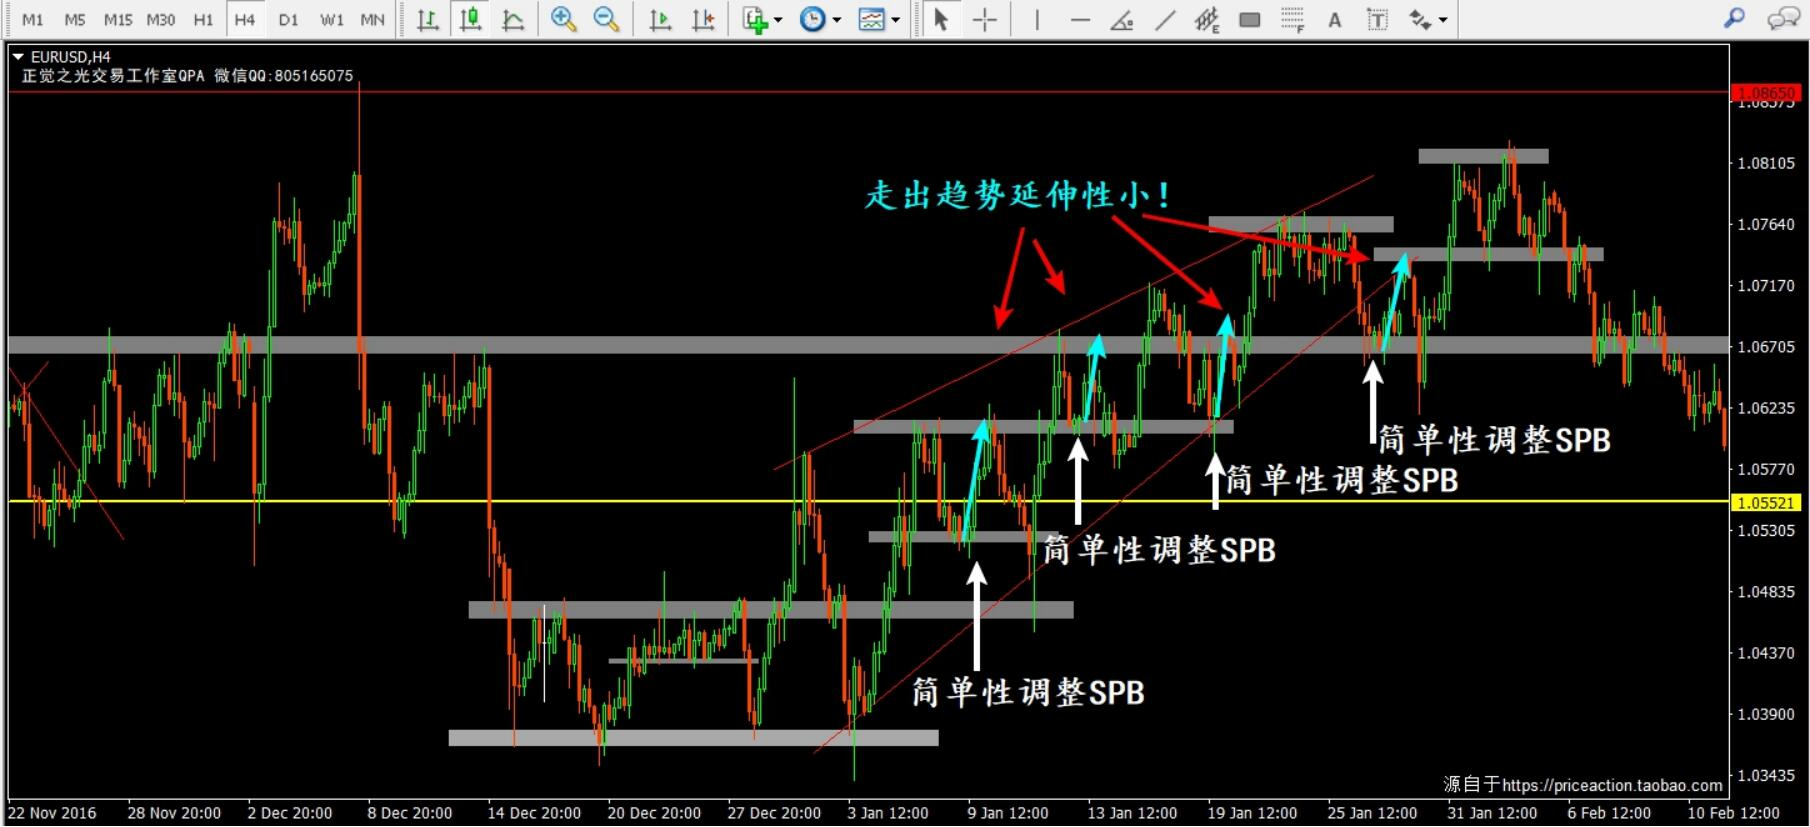 M1 M5 M15 M30 H1 H4 D1 W1 MN
EURUSD,H4
正觉之光交易工作室QPA 微信QQ:805165075
1.08650
1.08575
1.08105
走出趋势延伸性小！
1.07640
1.07170
1.06705
1.06235
简单性调整SPB
1.05770
简单性调整SPB
1.05521
1.05305
简单性调整SPB
1.04835
1.04370
简单性调整SPB
1.03900
1.03435
源自于https://priceaction.taobao.com
22 Nov 2016 28 Nov 20:00 2 Dec 20:00 8 Dec 20:00 14 Dec 20:00 20 Dec 20:00 27 Dec 20:00 3 Jan 12:00 9 Jan 12:00 13 Jan 12:00 19 Jan 12:00 25 Jan 12:00 31 Jan 12:00 6 Feb 12:00 10 Feb 12:00